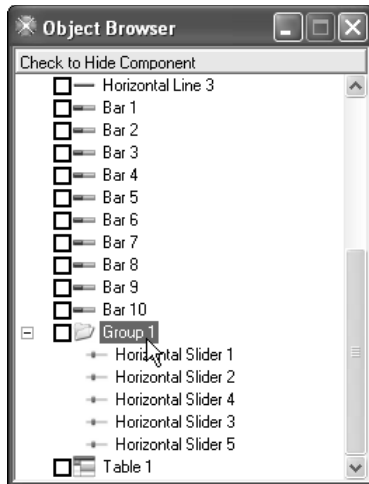 Object Browser
Check to Hide Component
Horizontal Line 3
Bar 1
Bar 2
Bar 3
Bar 4
Bar 5
Bar 6
Bar 7
Bar 8
Bar 9
Bar 10
Group 1
Horizontal Slider 1
Horizontal Slider 2
Horizontal Slider 4
Horizontal Slider 3
Horizontal Slider 5
Table 1